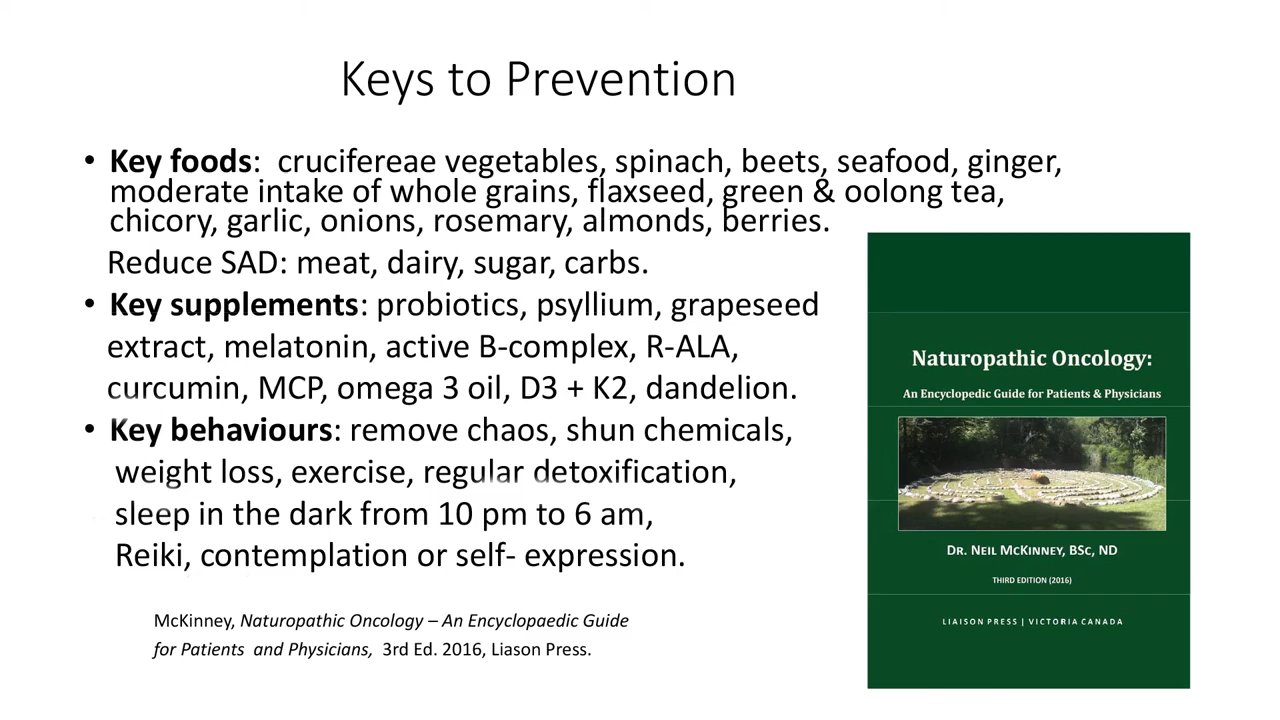 Keys to Prevention
• Key foods:  crucifereae vegetables, spinach, beets, seafood, ginger,
moderate intake of whole grains, flaxseed, green & oolong tea,
chicory, garlic, onions, rosemary, almonds, berries.
Reduce SAD: meat, dairy, sugar, carbs.
• Key supplements: probiotics, psyllium, grapeseed
extract, melatonin, active B-complex, R-ALA,
curcumin, MCP, omega 3 oil, D3 + K2, dandelion.
• Key behaviours: remove chaos, shun chemicals,
weight loss, exercise, regular detoxification,
sleep in the dark from 10 pm to 6 am,
Reiki, contemplation or self- expression.
McKinney, Naturopathic Oncology – An Encyclopaedic Guide
for Patients and Physicians, 3rd Ed. 2016, Liason Press.
Naturopathic Oncology:
An Encyclopedic Guide for Patients & Physicians
DR. NEIL MCKINNEY, BSC, ND
THIRD EDITION (2016)
LIAISON PRESS | VICTORIA CANADA